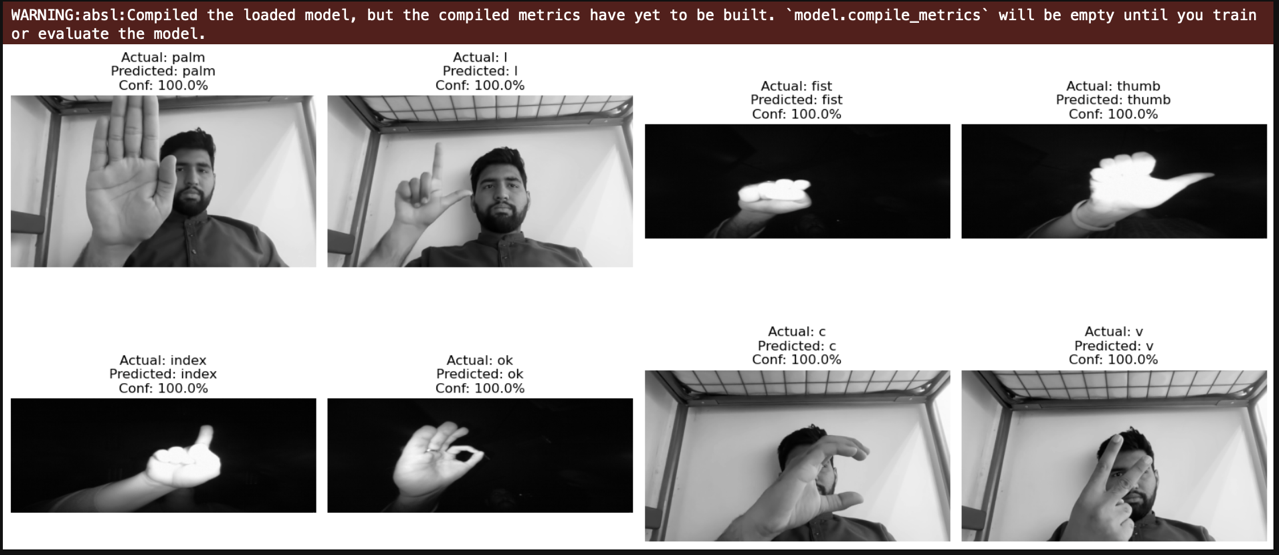 WARNING:absl:Compiled the loaded model, but the compiled metrics have yet to be built. `model.compile_metrics` will be empty until you train
or evaluate the model.
Actual: palm
Predicted: palm
Conf: 100.0%
Actual: l
Predicted: l
Conf: 100.0%
Actual: fist
Predicted: fist
Conf: 100.0%
Actual: thumb
Predicted: thumb
Conf: 100.0%
Actual: index
Predicted: index
Conf: 100.0%
Actual: ok
Predicted: ok
Conf: 100.0%
Actual: c
Predicted: c
Conf: 100.0%
Actual: v
Predicted: v
Conf: 100.0%